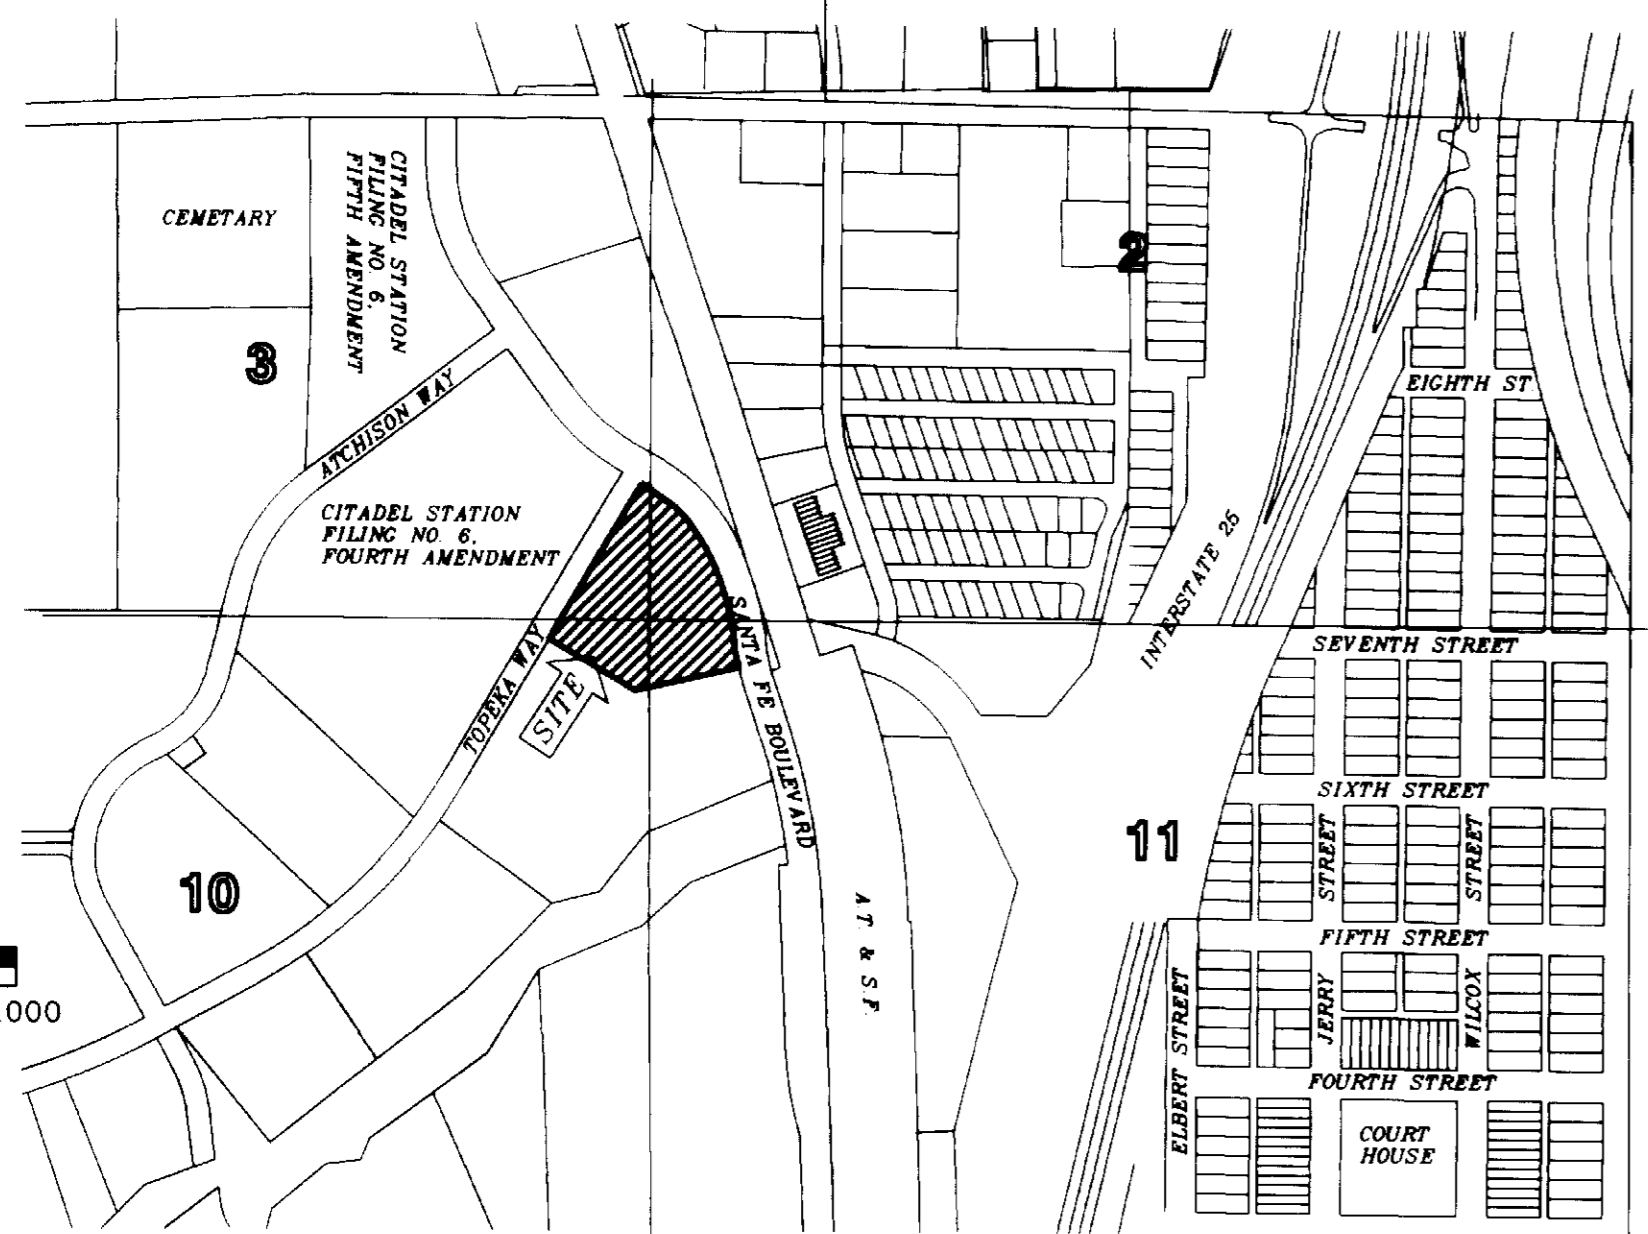 CEMETARY
CITADEL STATION
FILING NO. 6,
FIFTH AMENDMENT
2
3
ATCHISON WAY
EIGHTH ST.
CITADEL STATION
FILING NO. 6,
FOURTH AMENDMENT
INTERSTATE 25
SEVENTH STREET
TOPEKA WAY
SITE
SANTA FE BOULEVARD
SIXTH STREET
11
STREET
STREET
10
A.T. & S.F.
FIFTH STREET
ELBERT STREET
JERRY
WILCOX
000
FOURTH STREET
COURT
HOUSE